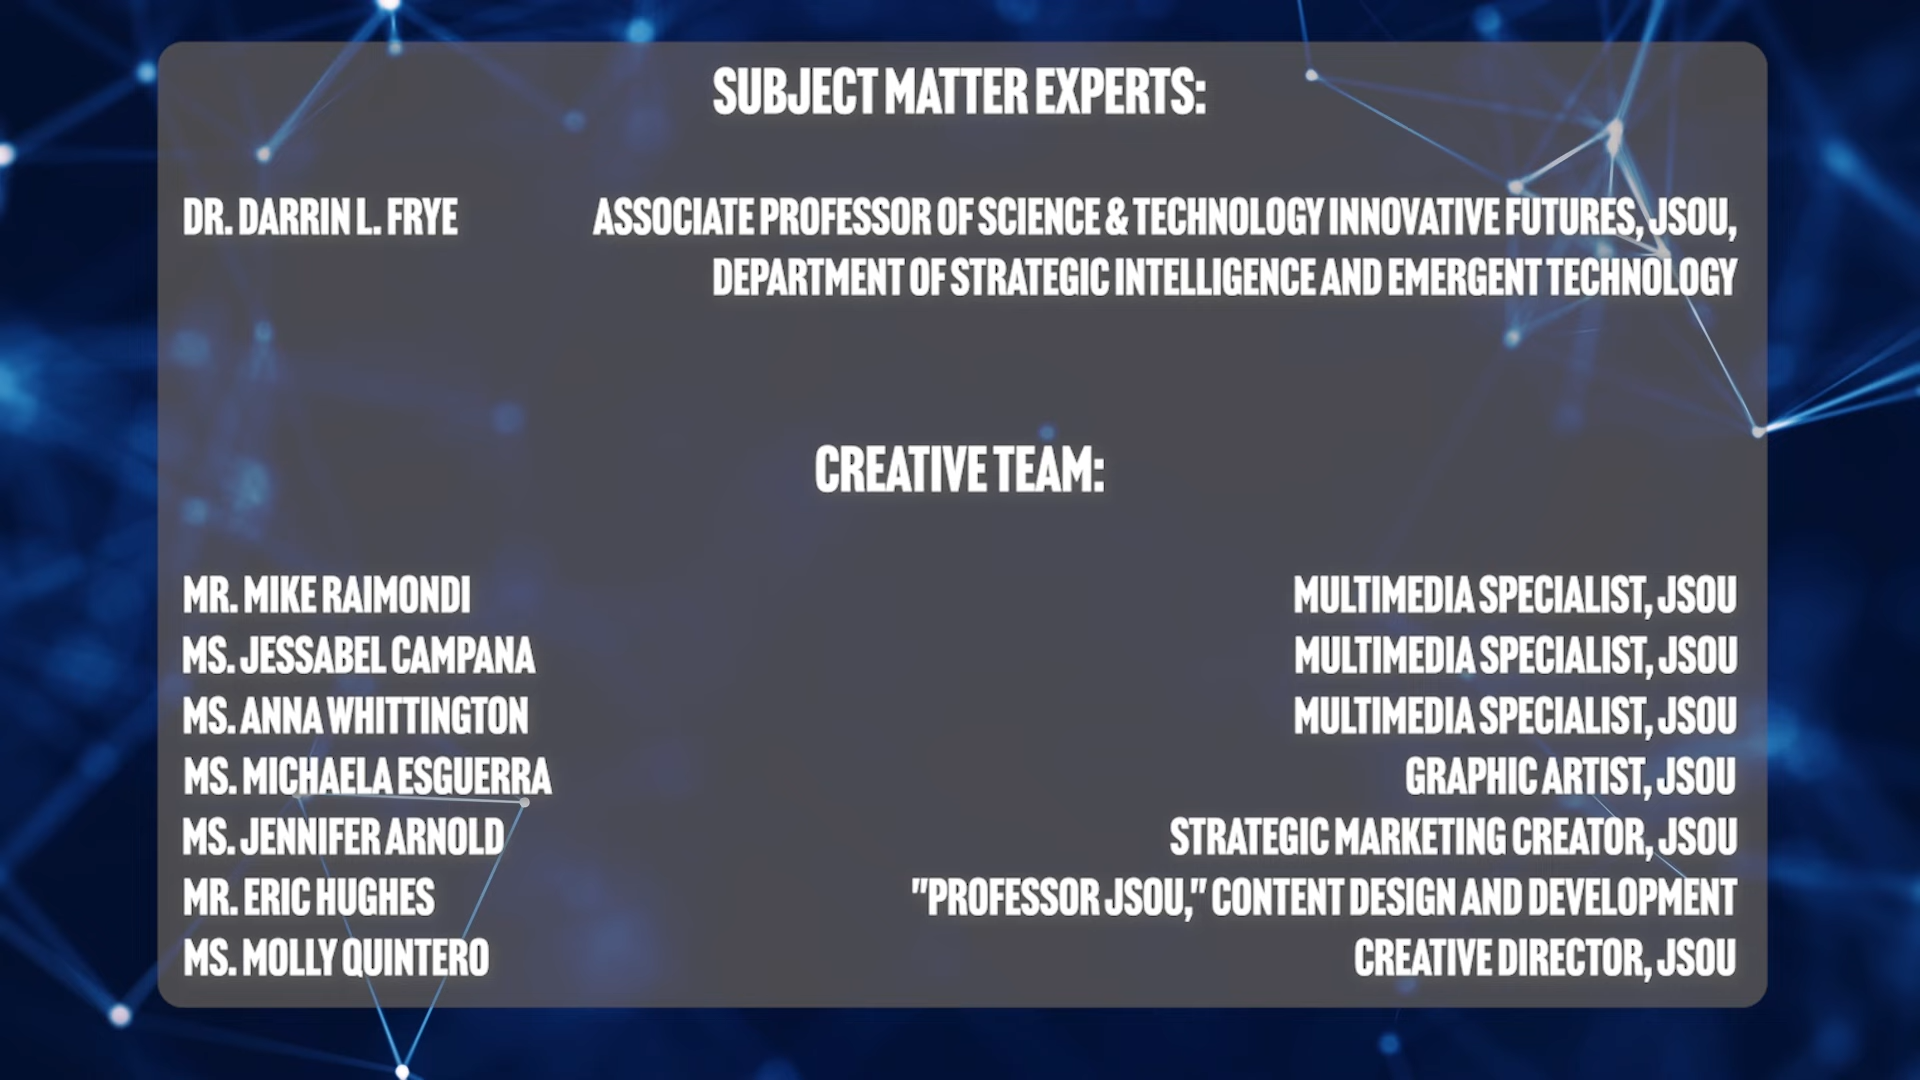 SUBJECT MATTER EXPERTS:
DR. DARRIN L. FRYE ASSOCIATE PROFESSOR OF SCIENCE & TECHNOLOGY INNOVATIVE FUTURES, JSOU,
DEPARTMENT OF STRATEGIC INTELLIGENCE AND EMERGENT TECHNOLOGY
CREATIVE TEAM:
MR. MIKE RAIMONDI MULTIMEDIA SPECIALIST, JSOU
MS. JESSABEL CAMPANA MULTIMEDIA SPECIALIST, JSOU
MS. ANNA WHITTINGTON MULTIMEDIA SPECIALIST, JSOU
MS. MICHAELA ESGUERRA GRAPHIC ARTIST, JSOU
MS. JENNIFER ARNOLD STRATEGIC MARKETING CREATOR, JSOU
MR. ERIC HUGHES "PROFESSOR JSOU," CONTENT DESIGN AND DEVELOPMENT
MS. MOLLY QUINTERO CREATIVE DIRECTOR, JSOU